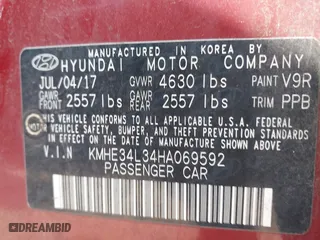 MANUFACTURED IN KOREA BY
HYUNDAI MOTOR COMPANY
JUL/04/17 GVWR 4630 lbs PAINT V9R
GAWR FRONT 2557 lbs GAWR REAR 2557 lbs TRIM PPB
THIS VEHICLE CONFORMS TO ALL APPLICABLE
U.S. FEDERAL MOTOR VEHICLE SAFETY, BUMPER,
AND THEFT PREVENTION STANDARDS IN EFFECT
ON THE DATE OF MANUFACTURE SHOWN ABOVE.
V.I.N KMHE34L34HA069592
PASSENGER CAR